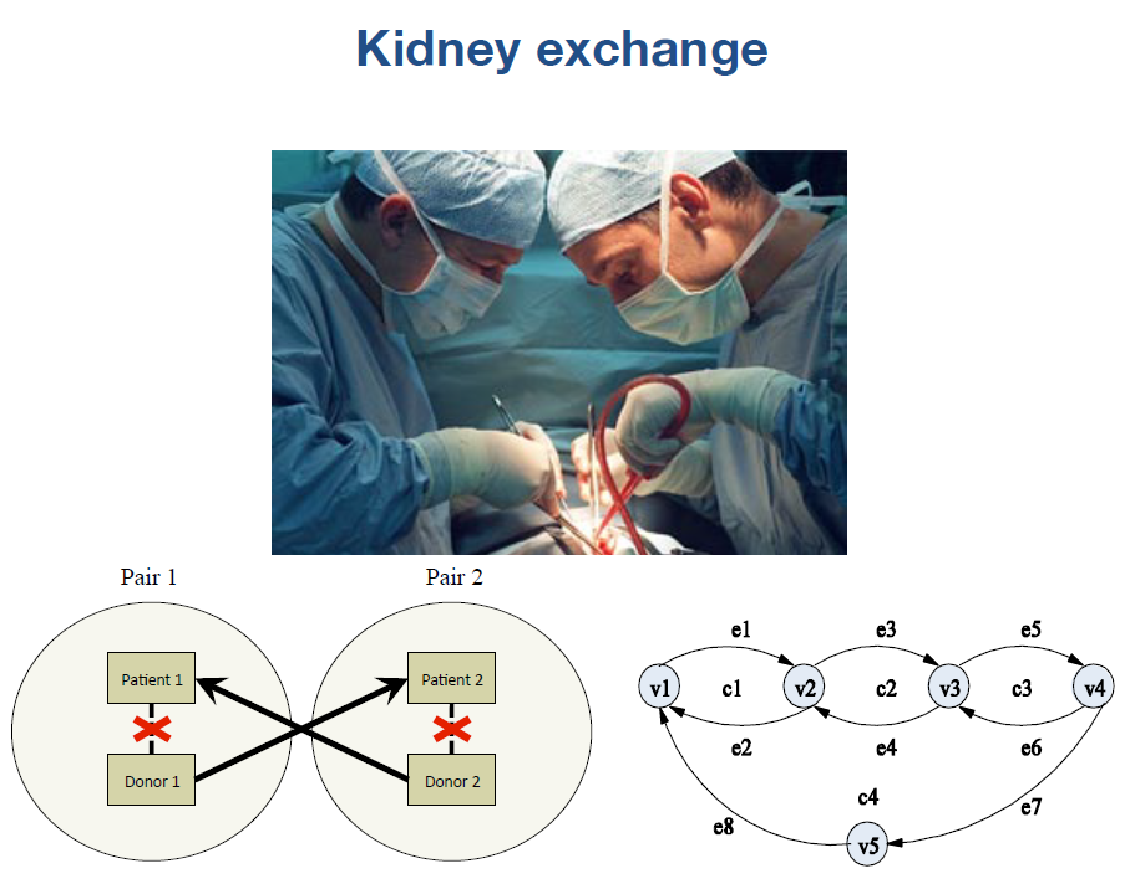 Kidney exchange
Pair 1
Pair 2
Patient 1
Patient 2
Donor 1
Donor 2
e1
e3
e5
v1
c1
v2
c2
v3
c3
v4
e2
e4
e6
c4
e7
e8
v5